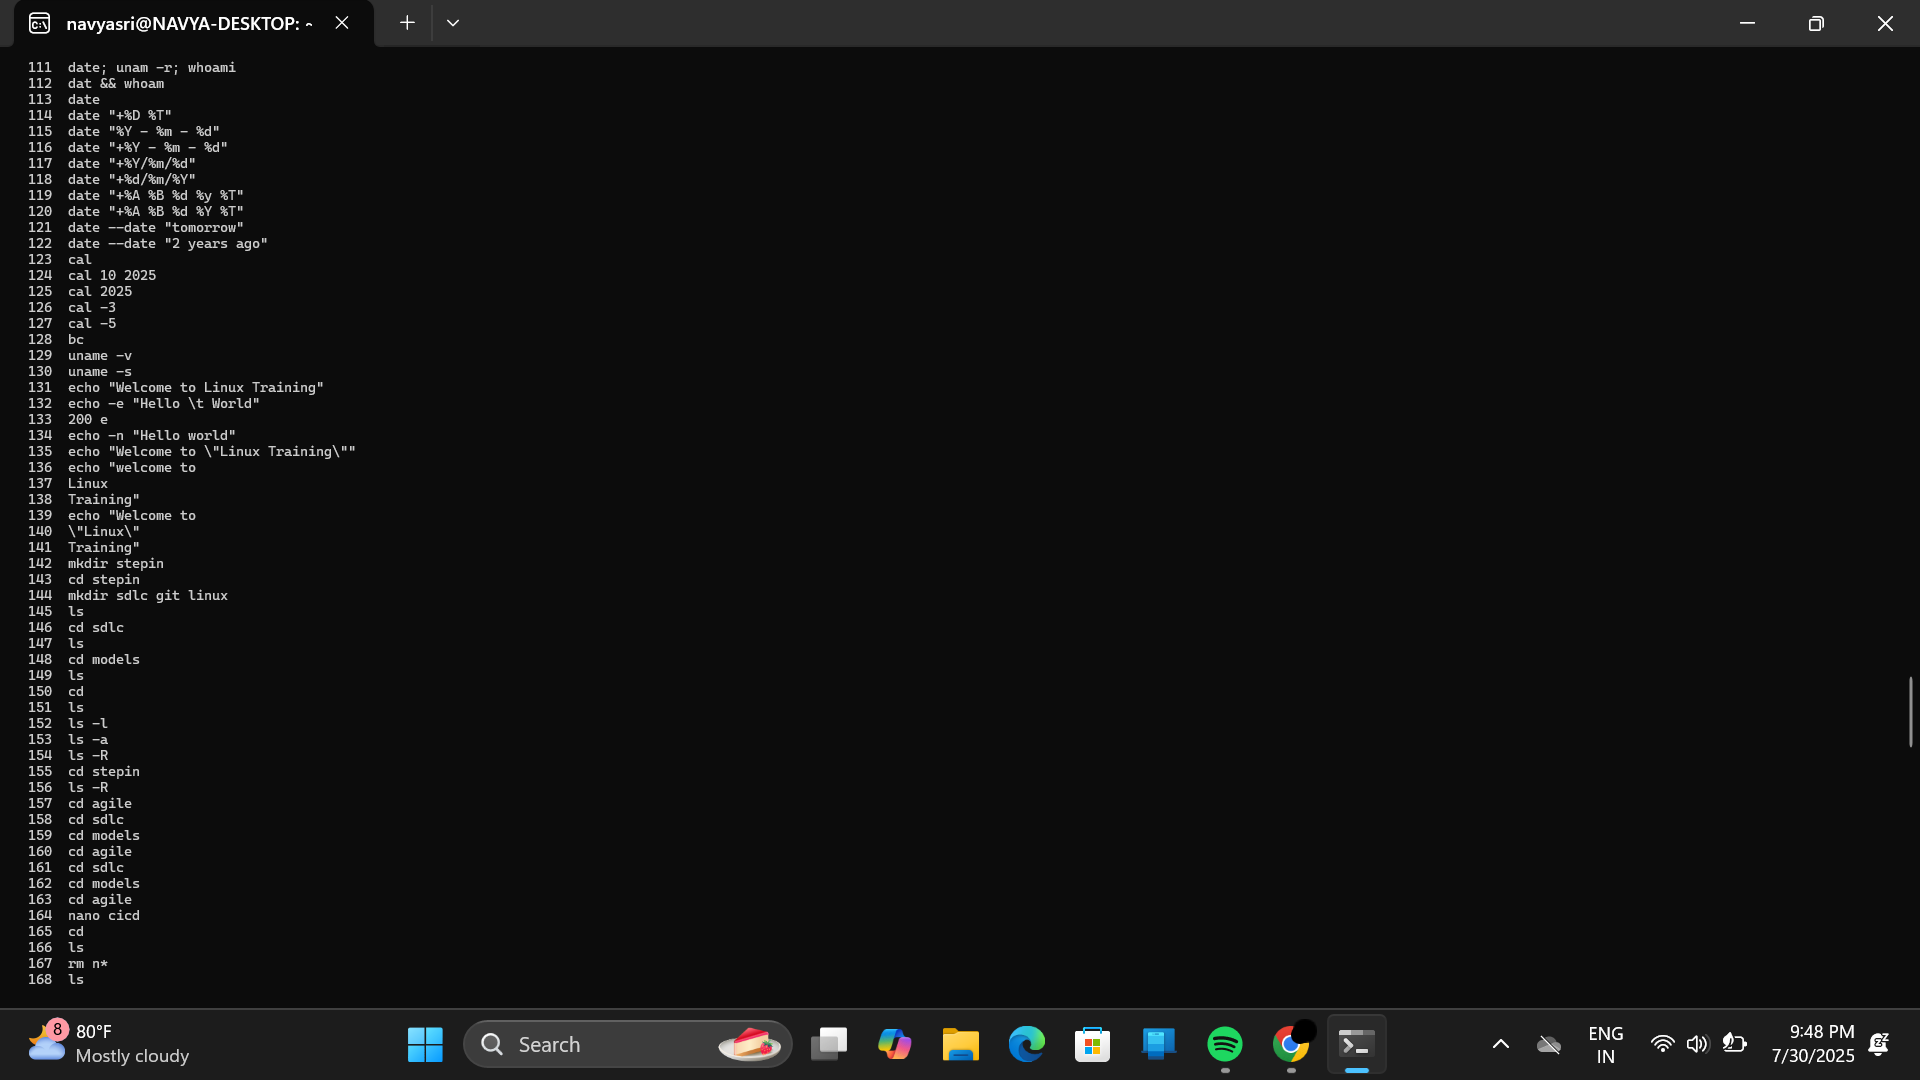 navyasri@NAVYA-DESKTOP: ~
111 date; unam -r; whoami
112 dat && whoam
113 date
114 date "+%D %T"
115 date "%Y - %m - %d"
116 date "+%Y - %m - %d"
117 date "+%Y/%m/%d"
118 date "+%d/%m/%Y"
119 date "+%A %B %d %y %T"
120 date "+%A %B %d %Y %T"
121 date --date "tomorrow"
122 date --date "2 years ago"
123 cal
124 cal 10 2025
125 cal 2025
126 cal -3
127 cal -5
128 bc
129 uname -v
130 uname -s
131 echo "Welcome to Linux Training"
132 echo -e "Hello \t World"
133 200 e
134 echo -n "Hello world"
135 echo "Welcome to \"Linux Training\""
136 echo "welcome to
137 Linux
138 Training"
139 echo "Welcome to
140 \"Linux\"
141 Training"
142 mkdir stepin
143 cd stepin
144 mkdir sdlc git linux
145 ls
146 cd sdlc
147 ls
148 cd models
149 ls
150 cd
151 ls
152 ls -l
153 ls -a
154 ls -R
155 cd stepin
156 ls -R
157 cd agile
158 cd sdlc
159 cd models
160 cd agile
161 cd sdlc
162 cd models
163 cd agile
164 nano cicd
165 cd
166 ls
167 rm n*
168 ls
8
80°F
Mostly cloudy
Search
ENG
IN
9:48 PM
7/30/2025